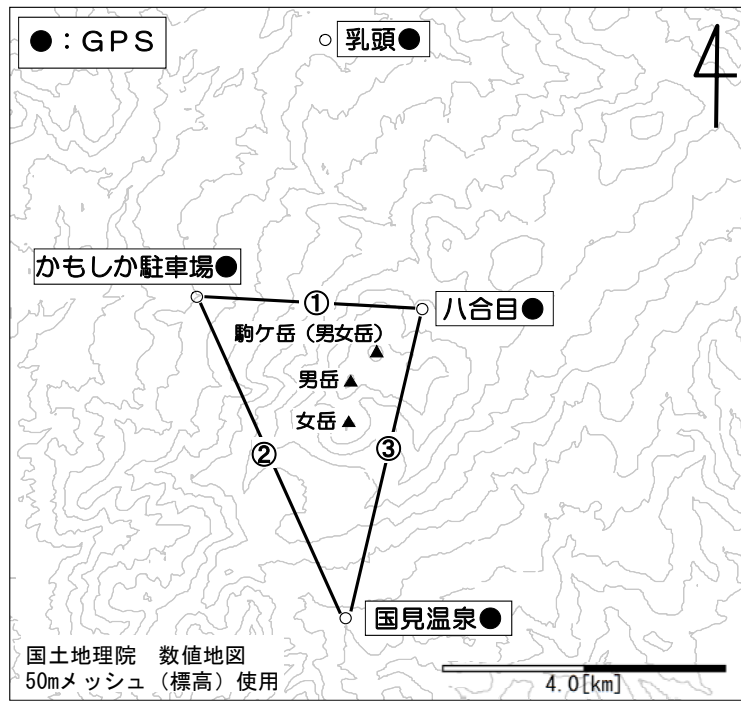 ●：ＧＰＳ
乳頭●
かもしか駐車場●
①
八合目●
駒ケ岳（男女岳）
男岳
女岳
②
③
国見温泉●
国土地理院　数値地図
50mメッシュ（標高）使用
4.0[km]